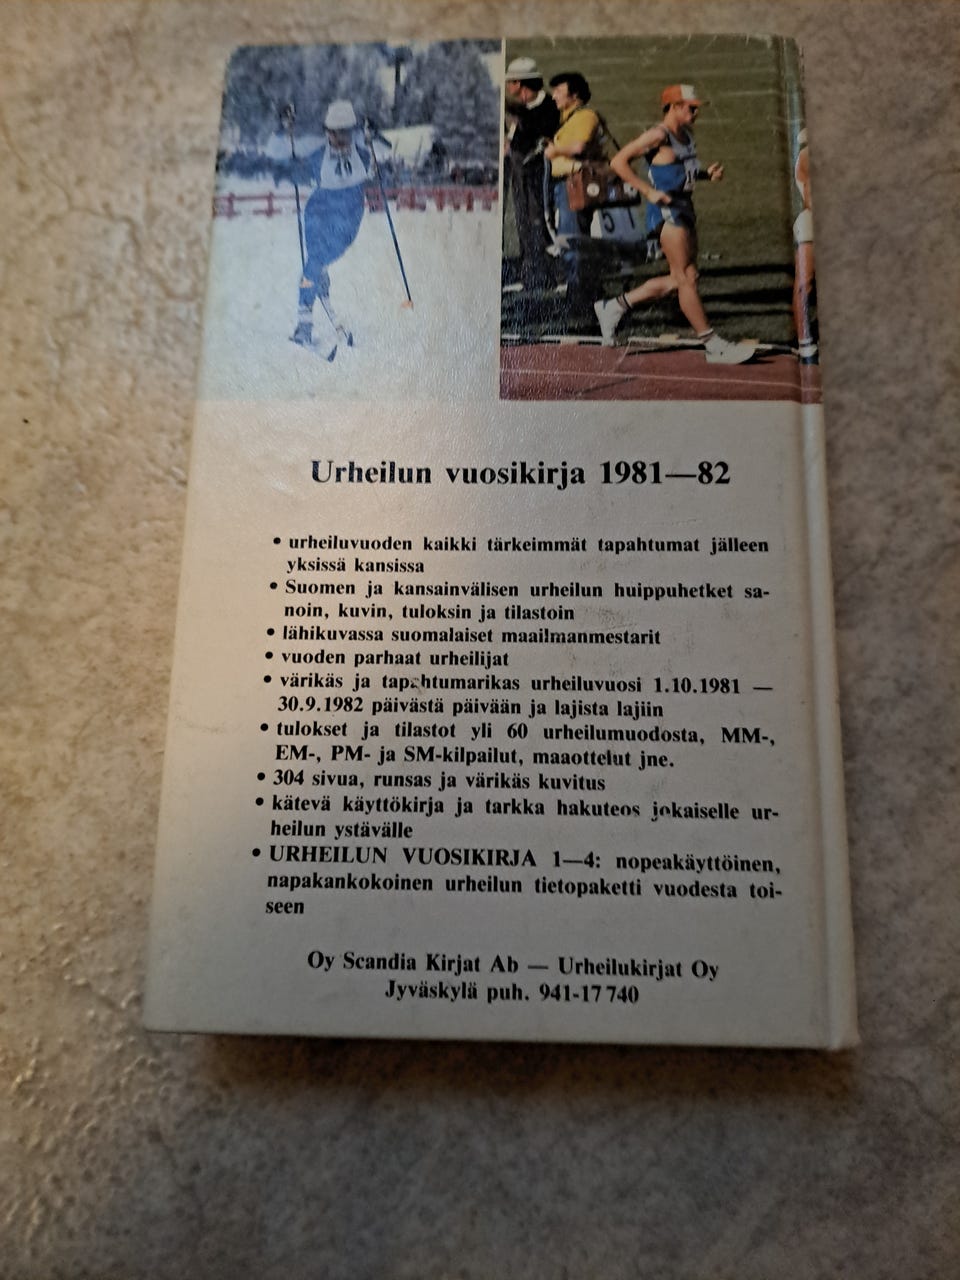 Urheilun vuosikirja 1981—82
• urheiluvuoden kaikki tärkeimmät tapahtumat jälleen
yksissä kansissa
• Suomen ja kansainvälisen urheilun huippuhetket sa-
noin, kuvin, tuloksin ja tilastoin
• lähikuvassa suomalaiset maailmanmestarit
• vuoden parhaat urheilijat
• värikäs ja tapahtumarikas urheiluvuosi 1.10.1981 —
30.9.1982 päivästä päivään ja lajista lajiin
• tulokset ja tilastot yli 60 urheilumuodosta, MM-,
EM-, PM- ja SM-kilpailut, maaottelut jne.
• 304 sivua, runsas ja värikäs kuvitus
• kätevä käyttökirja ja tarkka hakuteos jokaiselle ur-
heilun ystävälle
• URHEILUN VUOSIKIRJA 1—4: nopeakäyttöinen,
napakankokoinen urheilun tietopaketti vuodesta toi-
seen
Oy Scandia Kirjat Ab — Urheilukirjat Oy
Jyväskylä puh. 941-17 740